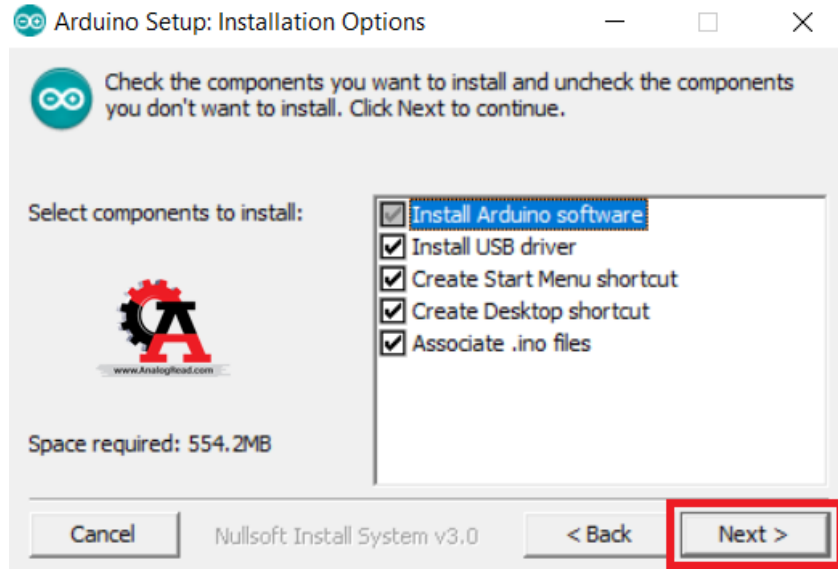 Arduino Setup: Installation Options
Check the components you want to install and uncheck the components
you don't want to install. Click Next to continue.
Select components to install:
Install Arduino software
Install USB driver
Create Start Menu shortcut
Create Desktop shortcut
Associate .ino files
A
www.AnalogRead.com
Space required: 554.2MB
Cancel
Nullsoft Install System v3.0
< Back
Next >